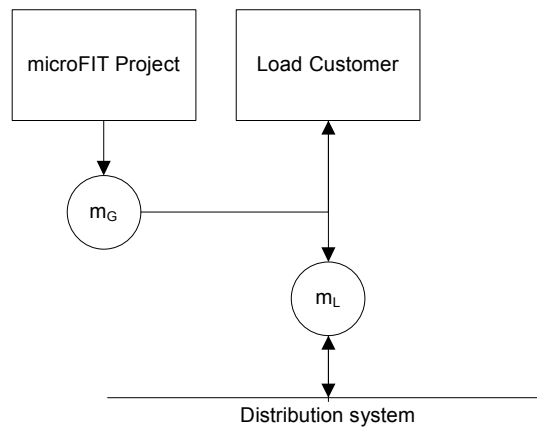 microFIT Project
Load Customer
mG
mL
Distribution system